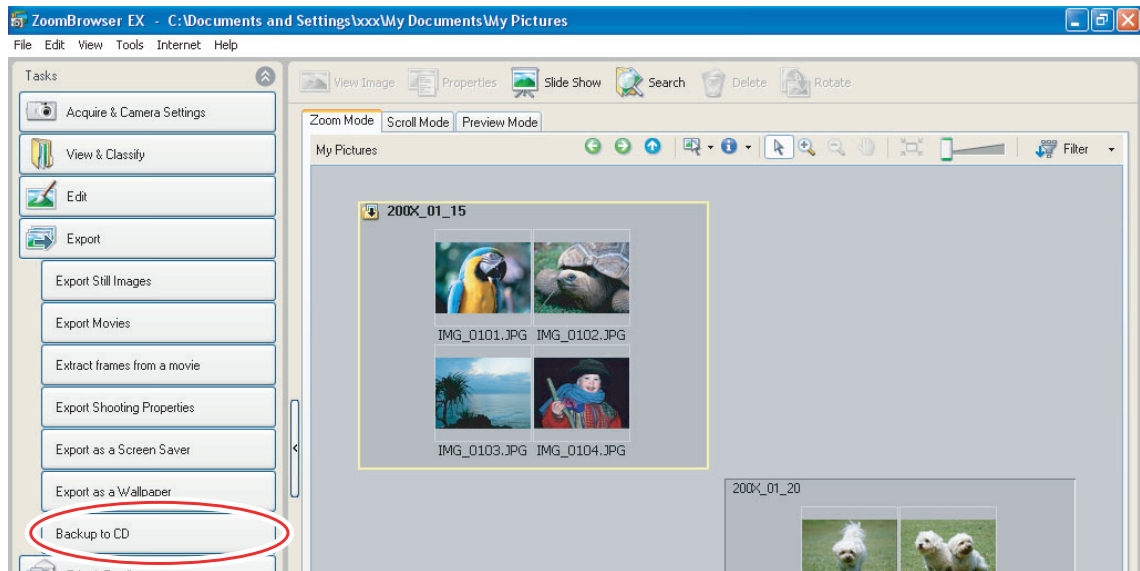 ZoomBrowser EX - C:\Documents and Settings\xxx\My Documents\My Pictures
File Edit View Tools Internet Help
Tasks
Acquire & Camera Settings
View & Classify
Edit
Export
Export Still Images
Export Movies
Extract frames from a movie
Export Shooting Properties
Export as a Screen Saver
Export as a Wallpaper
Backup to CD
View Image Properties Slide Show Search Delete Rotate
Zoom Mode Scroll Mode Preview Mode
My Pictures
Filter
200X_01_15
IMG_0101.JPG IMG_0102.JPG
IMG_0103.JPG IMG_0104.JPG
200X_01_20